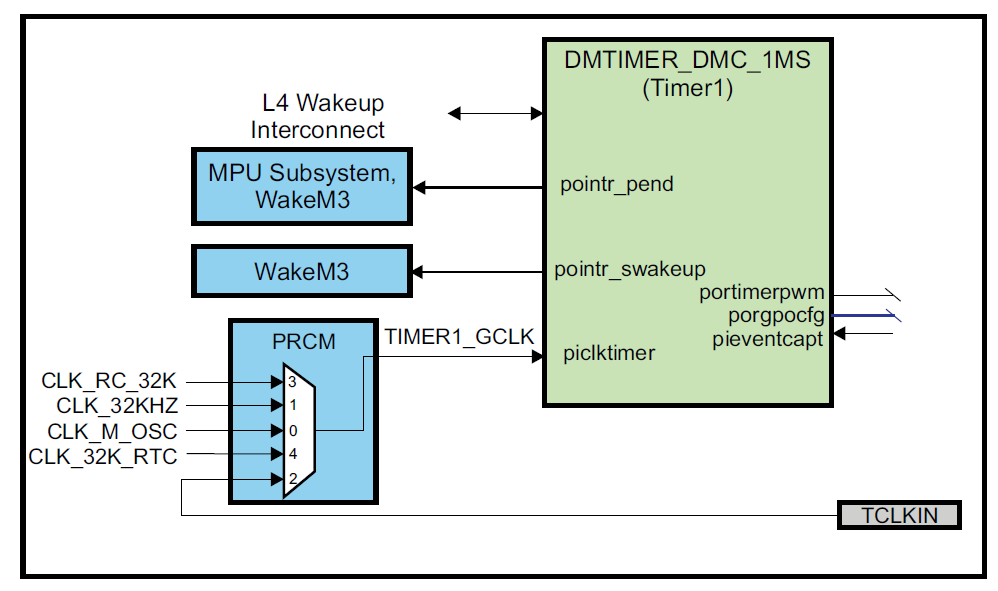 DMTIMER_DMC_1MS
(Timer1)
L4 Wakeup
Interconnect
MPU Subsystem,
WakeM3
pointr_pend
WakeM3
pointr_swakeup
portimerpwm
porgpocfg
pieventcapt
PRCM
TIMER1_GCLK
piclktimer
CLK_RC_32K
3
CLK_32KHZ
1
CLK_M_OSC
0
CLK_32K_RTC
4
2
TCLKIN